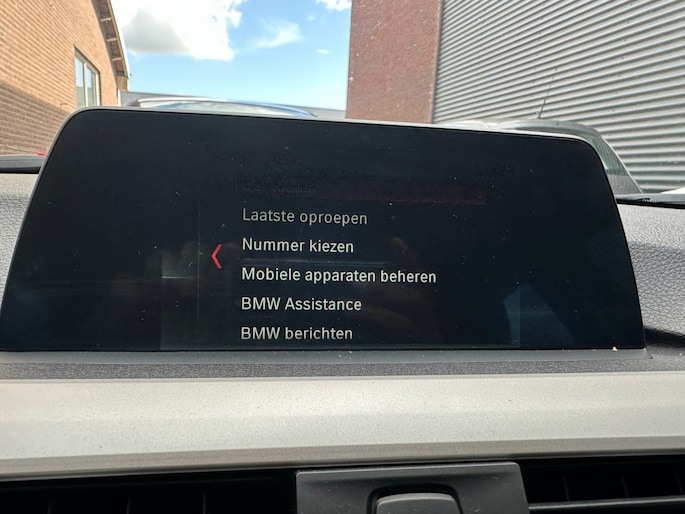 Laatste oproepen
Nummer kiezen
Mobiele apparaten beheren
BMW Assistance
BMW berichten